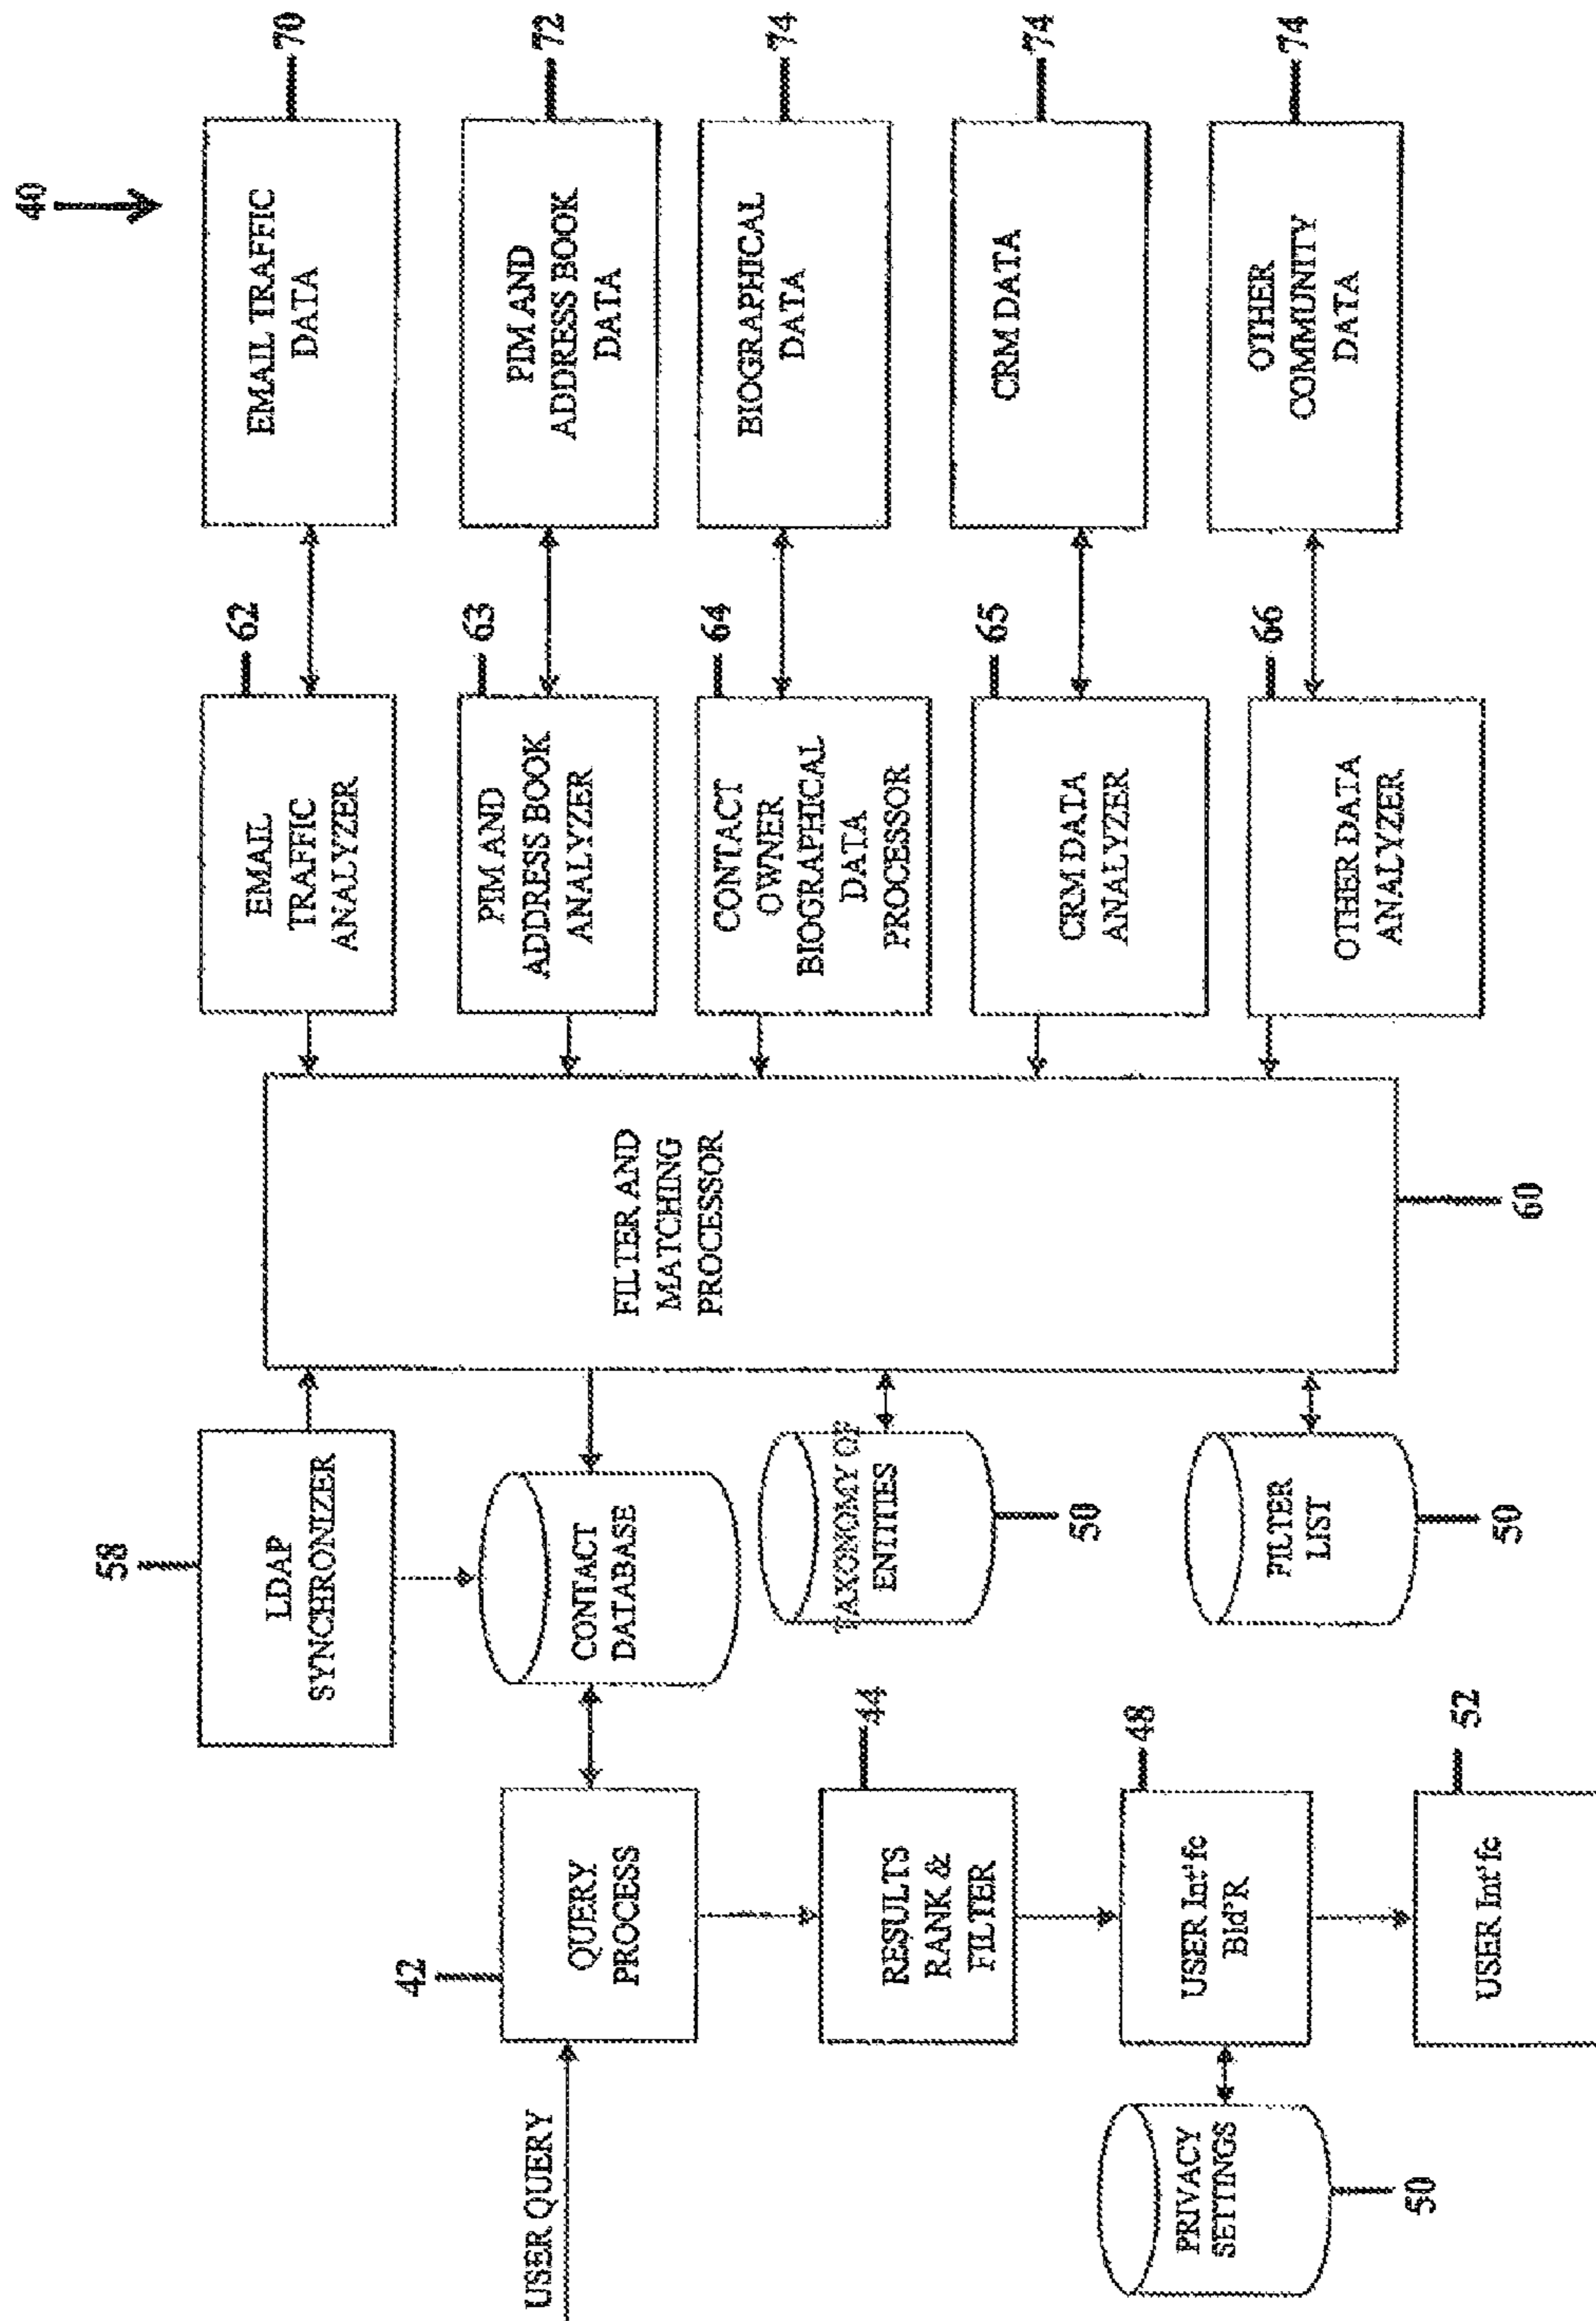 40
EMAIL TRAFFIC
DATA
70
PIM AND
ADDRESS BOOK
DATA
72
BIOGRAPHICAL
DATA
74
CRM DATA
74
OTHER
COMMUNITY
DATA
74
EMAIL
TRAFFIC
ANALYZER
62
PIM AND
ADDRESS BOOK
ANALYZER
63
CONTACT
OWNER
BIOGRAPHICAL
DATA
PROCESSOR
64
CRM DATA
ANALYZER
65
OTHER DATA
ANALYZER
66
FILTER AND
MATCHING
PROCESSOR
60
LDAP
SYNCHRONIZER
58
CONTACT
DATABASE
TAXONOMY OF
ENTITIES
50
FILTER
LIST
50
USER QUERY
QUERY
PROCESS
42
RESULTS
RANK &
FILTER
44
USER Int'fc
Bld'R
48
USER Int'fc
52
PRIVACY
SETTINGS
50